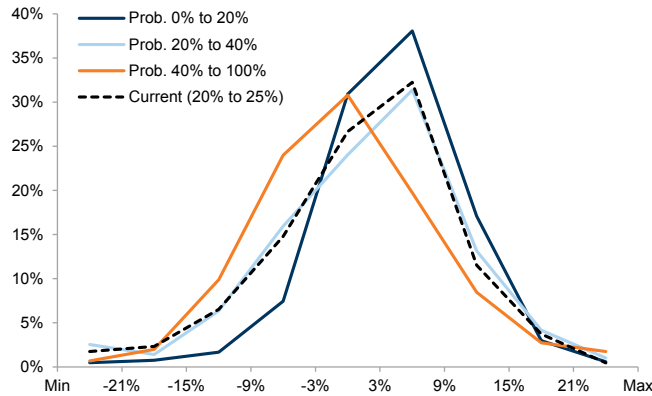 40%
35%
30%
25%
20%
15%
10%
5%
0%
Prob. 0% to 20%
Prob. 20% to 40%
Prob. 40% to 100%
Current (20% to 25%)
Min -21% -15% -9% -3% 3% 9% 15% 21% Max